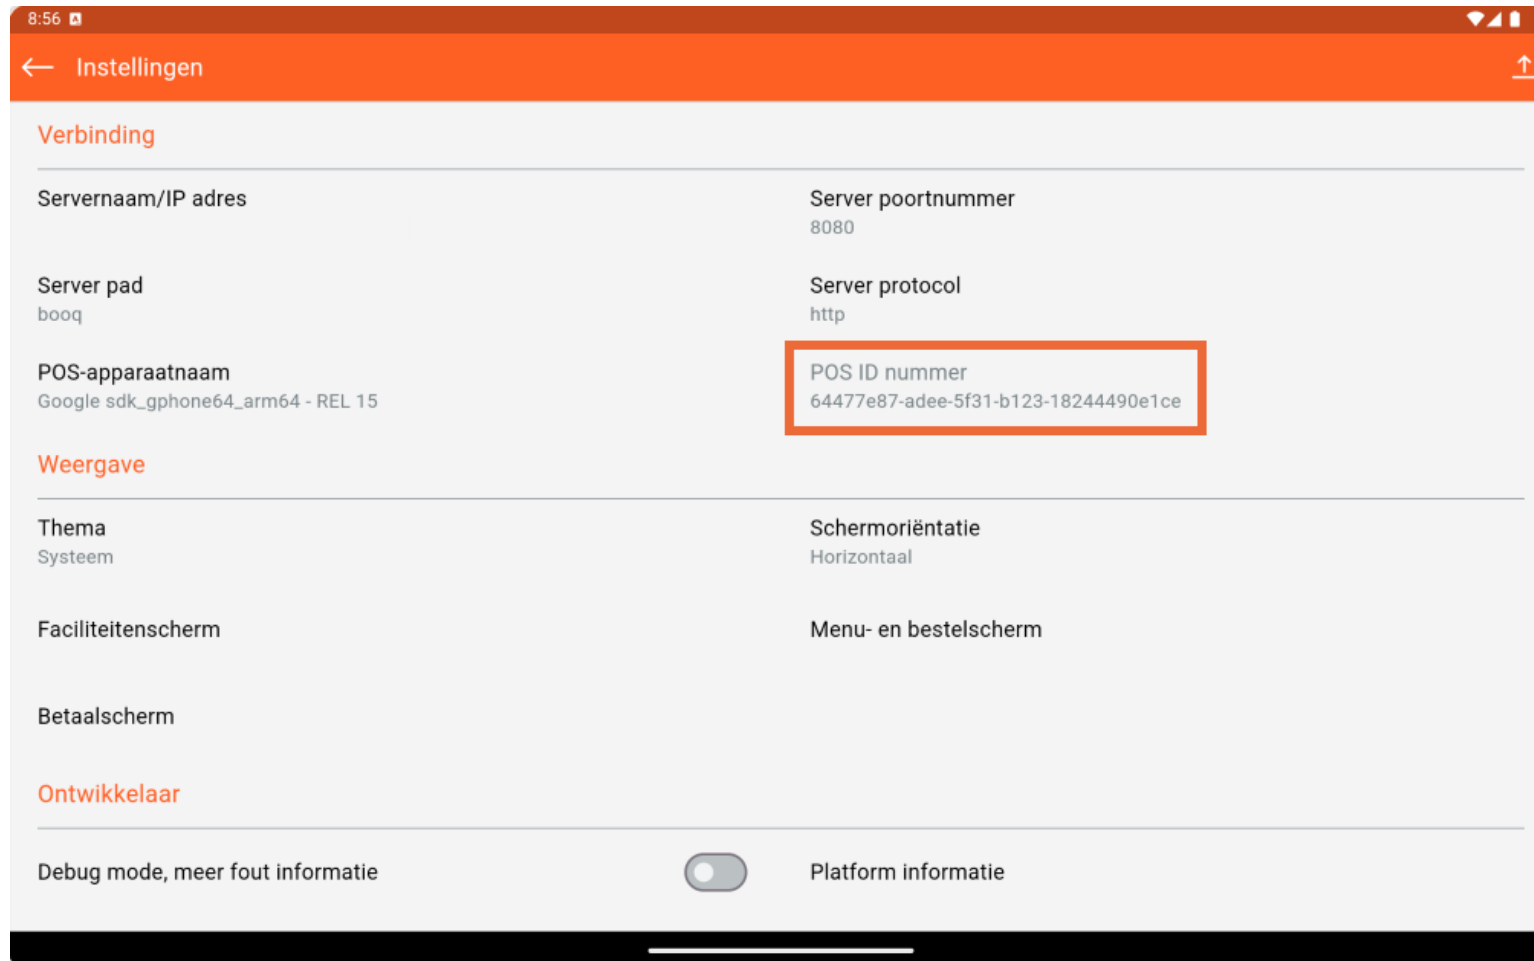 8:56
Instellingen
Verbinding
Servernaam/IP adres
Server poortnummer
8080
Server pad
booq
Server protocol
http
POS-apparaatnaam
Google sdk_gphone64_arm64 - REL 15
POS ID nummer
64477e87-adee-5f31-b123-18244490e1ce
Weergave
Thema
Systeem
Schermoriëntatie
Horizontaal
Faciliteitenscherm
Menu- en bestelscherm
Betaalscherm
Ontwikkelaar
Debug mode, meer fout informatie
Platform informatie